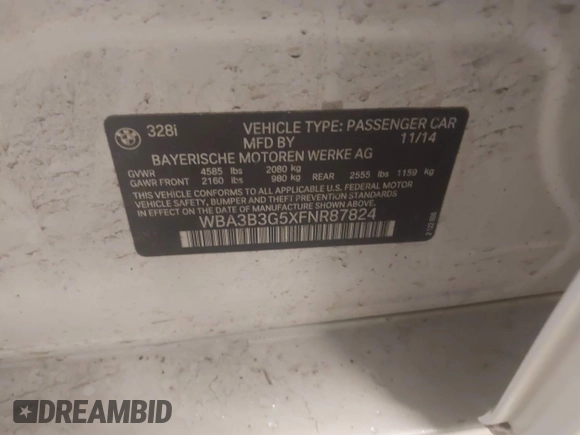 328i
VEHICLE TYPE: PASSENGER CAR
MFD BY 11/14
BAYERISCHE MOTOREN WERKE AG
GVWR 4585 lbs 2080 kg
GAWR FRONT 2160 lbs 980 kg REAR 2555 lbs 1159 kg
THIS CAR CONFORMS TO ALL APPLICABLE U.S. FEDERAL MOTOR
VEHICLE SAFETY, BUMPER AND THEFT PREVENTION STANDARDS
IN EFFECT ON THE DATE OF MANUFACTURE SHOWN ABOVE.
WBA3B3G5XFNR87824
DREAMBID